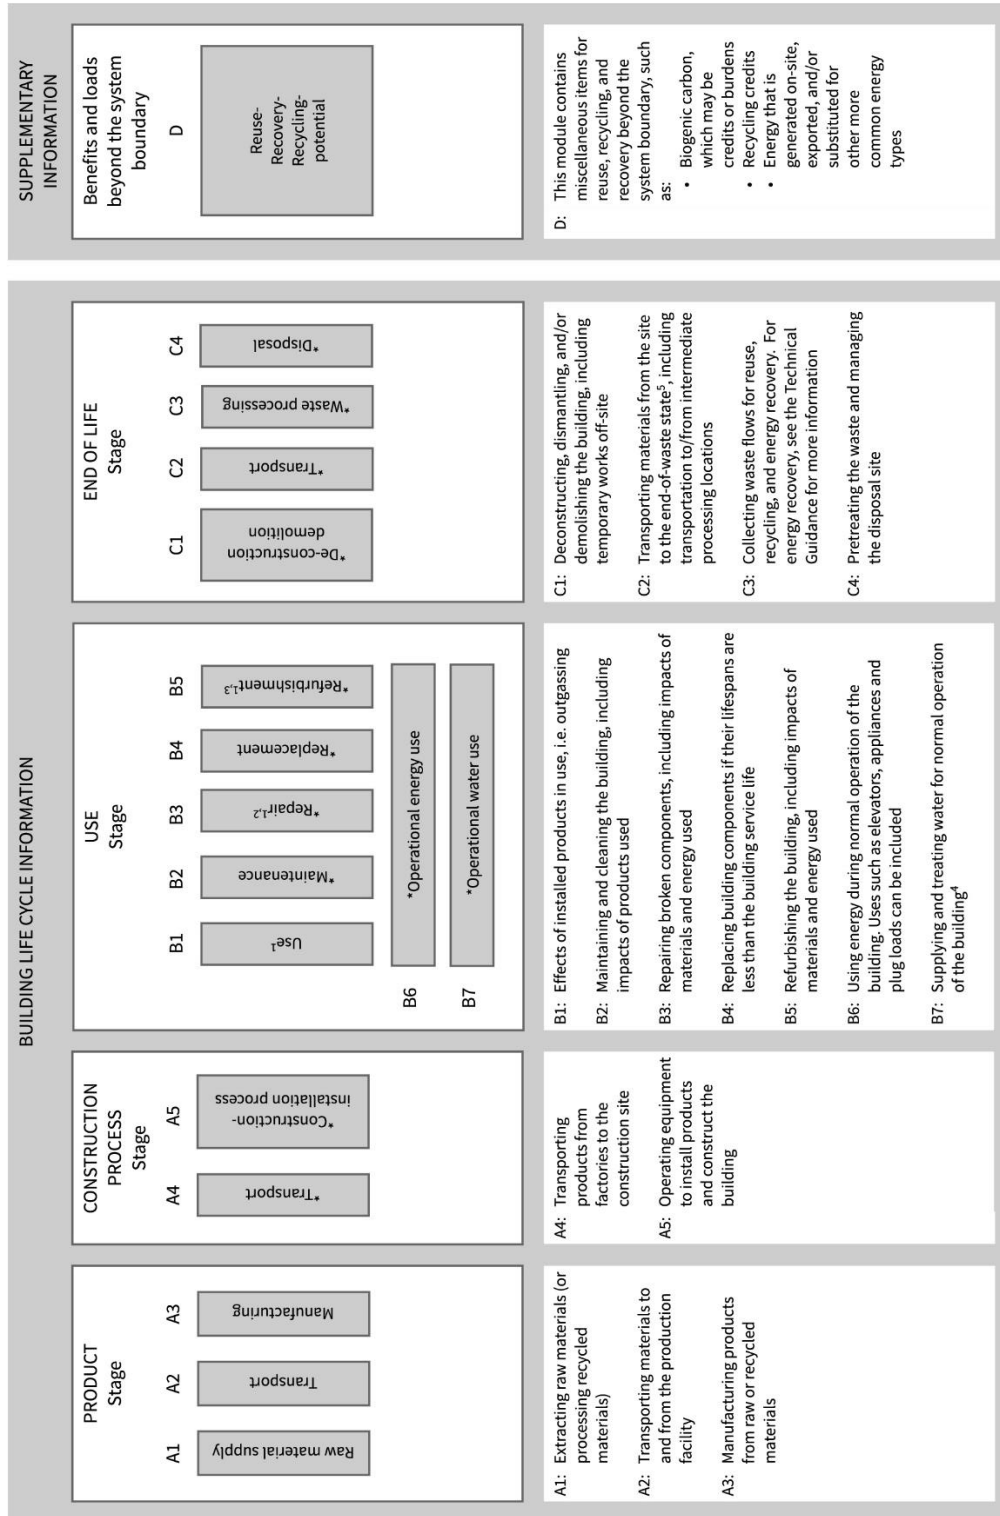 BUILDING LIFE CYCLE INFORMATION
PRODUCT
Stage
A1
A2
A3
Raw material supply
Transport
Manufacturing
A1: Extracting raw materials (or
processing recycled
materials)
A2: Transporting materials to
and from the production
facility
A3: Manufacturing products
from raw or recycled
materials
CONSTRUCTION
PROCESS
Stage
A4
A5
*Transport
*Construction-
installation process
A4: Transporting
products from
factories to the
construction site
A5: Operating equipment
to install products
and construct the
building
USE
Stage
B1
B2
B3
B4
B5
Use¹
*Maintenance
*Repair¹,²
*Replacement
*Refurbishment¹,³
B6
*Operational energy use
B7
*Operational water use
B1: Effects of installed products in use, i.e. outgassing
B2: Maintaining and cleaning the building, including
impacts of products used
B3: Repairing broken components, including impacts of
materials and energy used
B4: Replacing building components if their lifespans are
less than the building service life
B5: Refurbishing the building, including impacts of
materials and energy used
B6: Using energy during normal operation of the
building. Uses such as elevators, appliances and
plug loads can be included
B7: Supplying and treating water for normal operation
of the building⁴
END OF LIFE
Stage
C1
C2
C3
C4
*De-construction
demolition
*Transport
*Waste processing
*Disposal
C1: Deconstructing, dismantling, and/or
demolishing the building, including
temporary works off-site
C2: Transporting materials from the site
to the end-of-waste state⁵, including
transportation to/from intermediate
processing locations
C3: Collecting waste flows for reuse,
recycling, and energy recovery. For
energy recovery, see the Technical
Guidance for more information
C4: Pretreating the waste and managing
the disposal site
SUPPLEMENTARY
INFORMATION
Benefits and loads
beyond the system
boundary
D
Reuse-
Recovery-
Recycling-
potential
D: This module contains
miscellaneous items for
reuse, recycling, and
recovery beyond the
system boundary, such
as:
• Biogenic carbon,
which may be
credits or burdens
• Recycling credits
• Energy that is
generated on-site,
exported, and/or
substituted for
other more
common energy
types